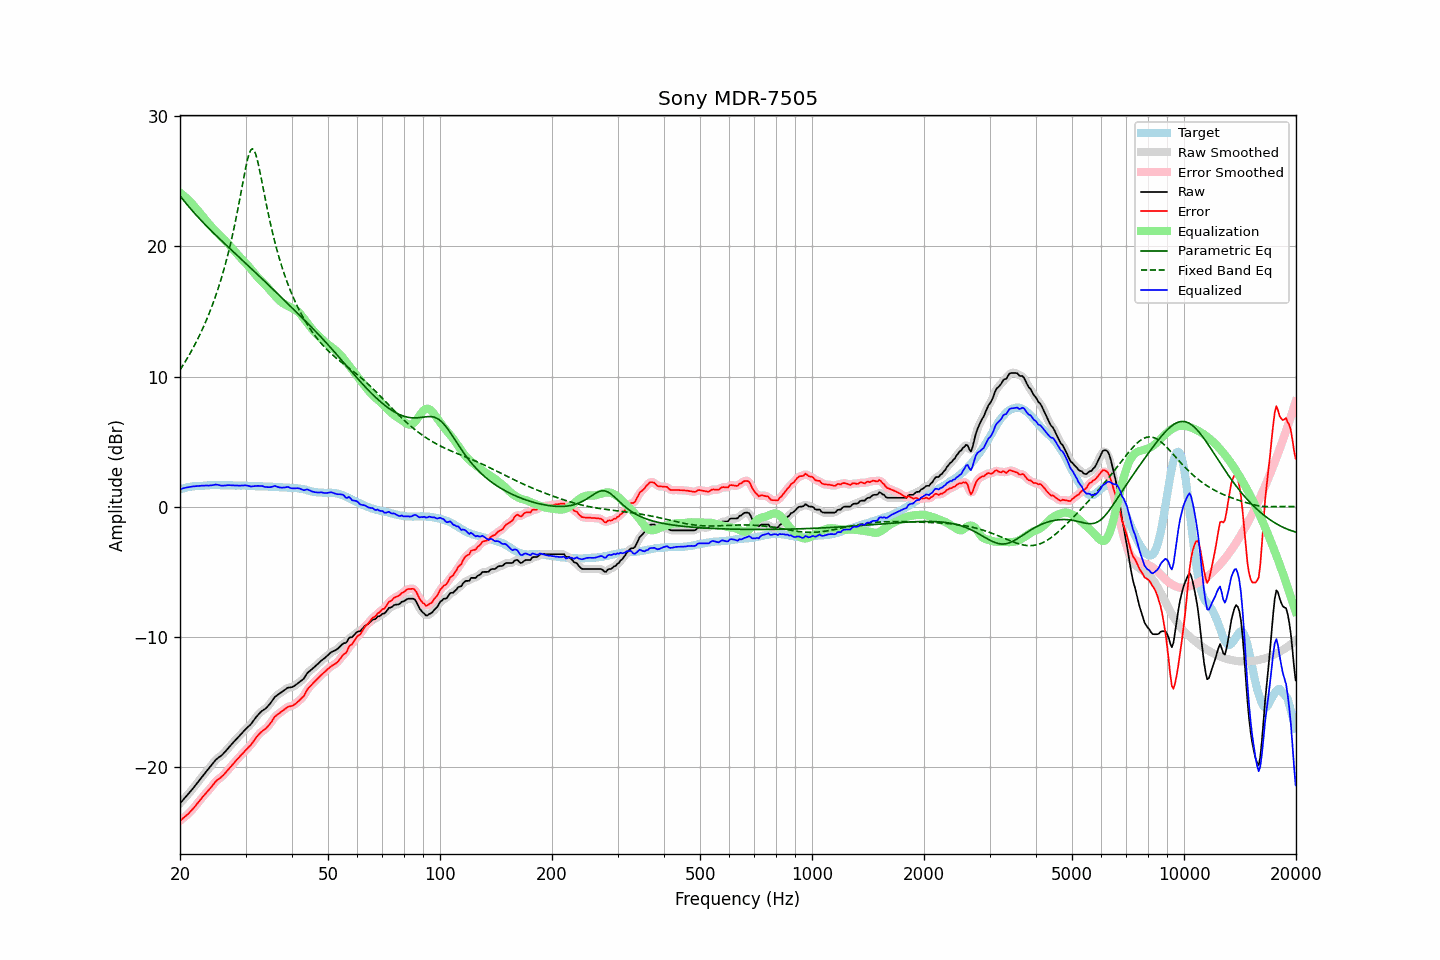 Sony MDR-7505
Amplitude (dBr)
30
20
10
0
−10
−20
Target
Raw Smoothed
Error Smoothed
Raw
Error
Equalization
Parametric Eq
Fixed Band Eq
Equalized
20 50 100 200 500 1000 2000 5000 10000 20000
Frequency (Hz)